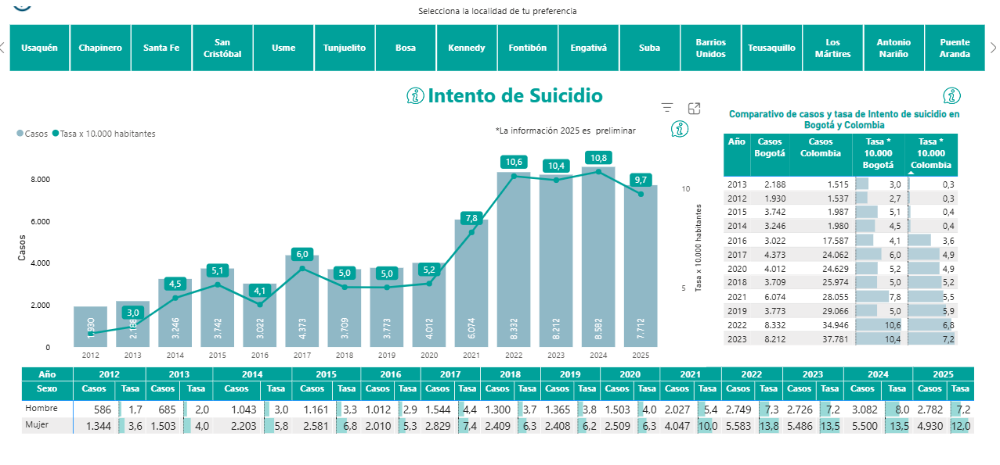 Selecciona la localidad de tu preferencia
Usaquén Chapinero Santa Fe San Cristóbal Usme Tunjuelito Bosa Kennedy Fontibón Engativá Suba Barrios Unidos Teusaquillo Los Mártires Antonio Nariño Puente Aranda
Intento de Suicidio
*La información 2025 es preliminar
Casos Tasa x 10.000 habitantes
Casos
8.000
6.000
4.000
2.000
0
10
5
Tasa x 10.000 habitantes
3,0 4,5 5,1 4,1 6,0 5,0 5,0 5,2 7,8 10,6 10,4 10,8 9,7
1.930 2.188 3.246 3.742 3.022 4.373 3.709 3.773 4.012 6.074 8.332 8.212 8.582 7.712
2012 2013 2014 2015 2016 2017 2018 2019 2020 2021 2022 2023 2024 2025
Comparativo de casos y tasa de Intento de suicidio en
Bogotá y Colombia
Año Casos Bogotá Casos Colombia Tasa * 10.000 Bogotá Tasa * 10.000 Colombia
2013 2.188 1.515 3,0 0,3
2012 1.930 1.537 2,7 0,3
2015 3.742 1.987 5,1 0,4
2014 3.246 1.980 4,5 0,4
2016 3.022 17.587 4,1 3,6
2017 4.373 24.062 6,0 4,9
2020 4.012 24.629 5,2 4,9
2018 3.709 25.974 5,0 5,2
2021 6.074 28.055 7,8 5,5
2019 3.773 29.066 5,0 5,9
2022 8.332 34.946 10,6 6,8
2023 8.212 37.781 10,4 7,2
Año 2012 2013 2014 2015 2016 2017 2018 2019 2020 2021 2022 2023 2024 2025
Sexo Casos Tasa Casos Tasa Casos Tasa Casos Tasa Casos Tasa Casos Tasa Casos Tasa Casos Tasa Casos Tasa Casos Tasa Casos Tasa Casos Tasa Casos Tasa Casos Tasa
Hombre 586 1,7 685 2,0 1.043 3,0 1.161 3,3 1.012 2,9 1.544 4,4 1.300 3,7 1.365 3,8 1.503 4,0 2.027 5,4 2.749 7,3 2.726 7,2 3.082 8,0 2.782 7,2
Mujer 1.344 3,6 1.503 4,0 2.203 5,8 2.581 6,8 2.010 5,3 2.829 7,4 2.409 6,3 2.408 6,2 2.509 6,3 4.047 10,0 5.583 13,8 5.486 13,5 5.500 13,5 4.930 12,0